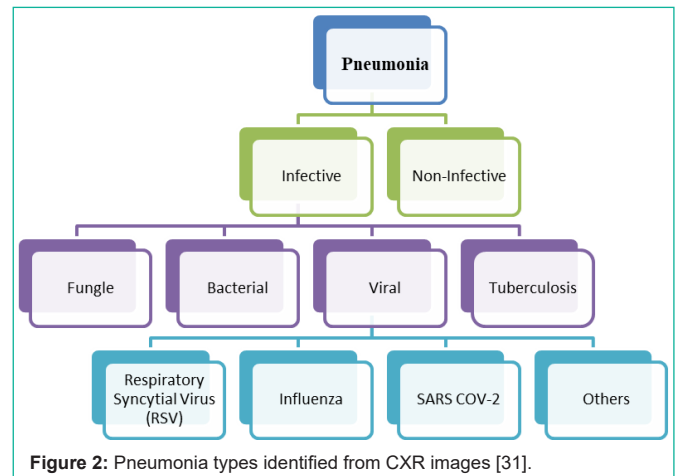 Pneumonia
Infective
Non-Infective
Fungle
Bacterial
Viral
Tuberculosis
Respiratory
Syncytial Virus
(RSV)
Influenza
SARS COV-2
Others
Figure 2: Pneumonia types identified from CXR images [31].